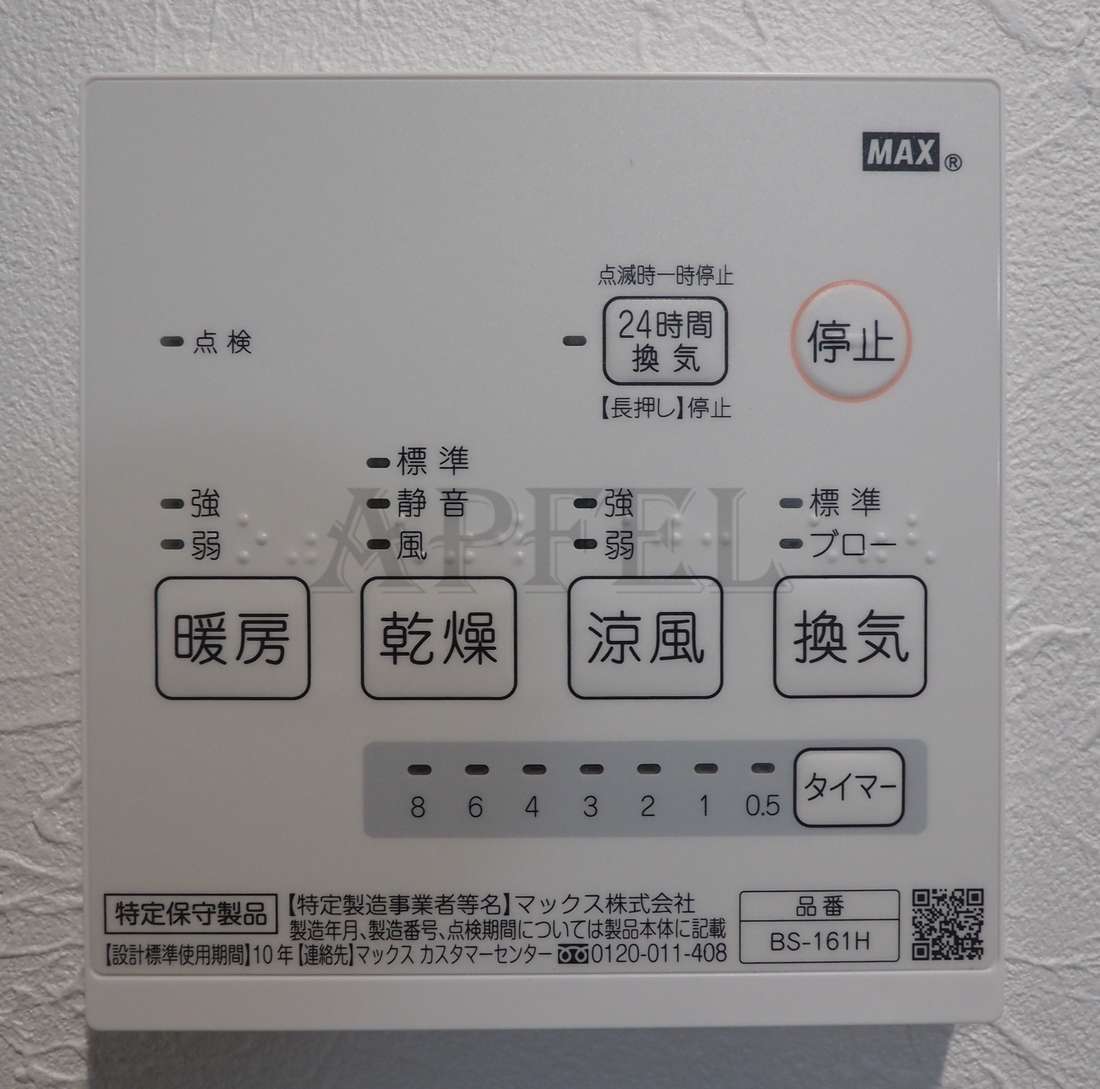 MAX®
点滅時一時停止
点検
24時間
換気
停止
【長押し】停止
標準
強
静音
強
標準
弱
風
弱
ブロー
APFEL
暖房
乾燥
涼風
換気
8 6 4 3 2 1 0.5
タイマー
特定保守製品
【特定製造事業者等名】マックス株式会社
製造年月、製造番号、点検期間については製品本体に記載
【設計標準使用期間】10年【連絡先】マックス カスタマーセンター 0120-011-408
品番
BS-161H